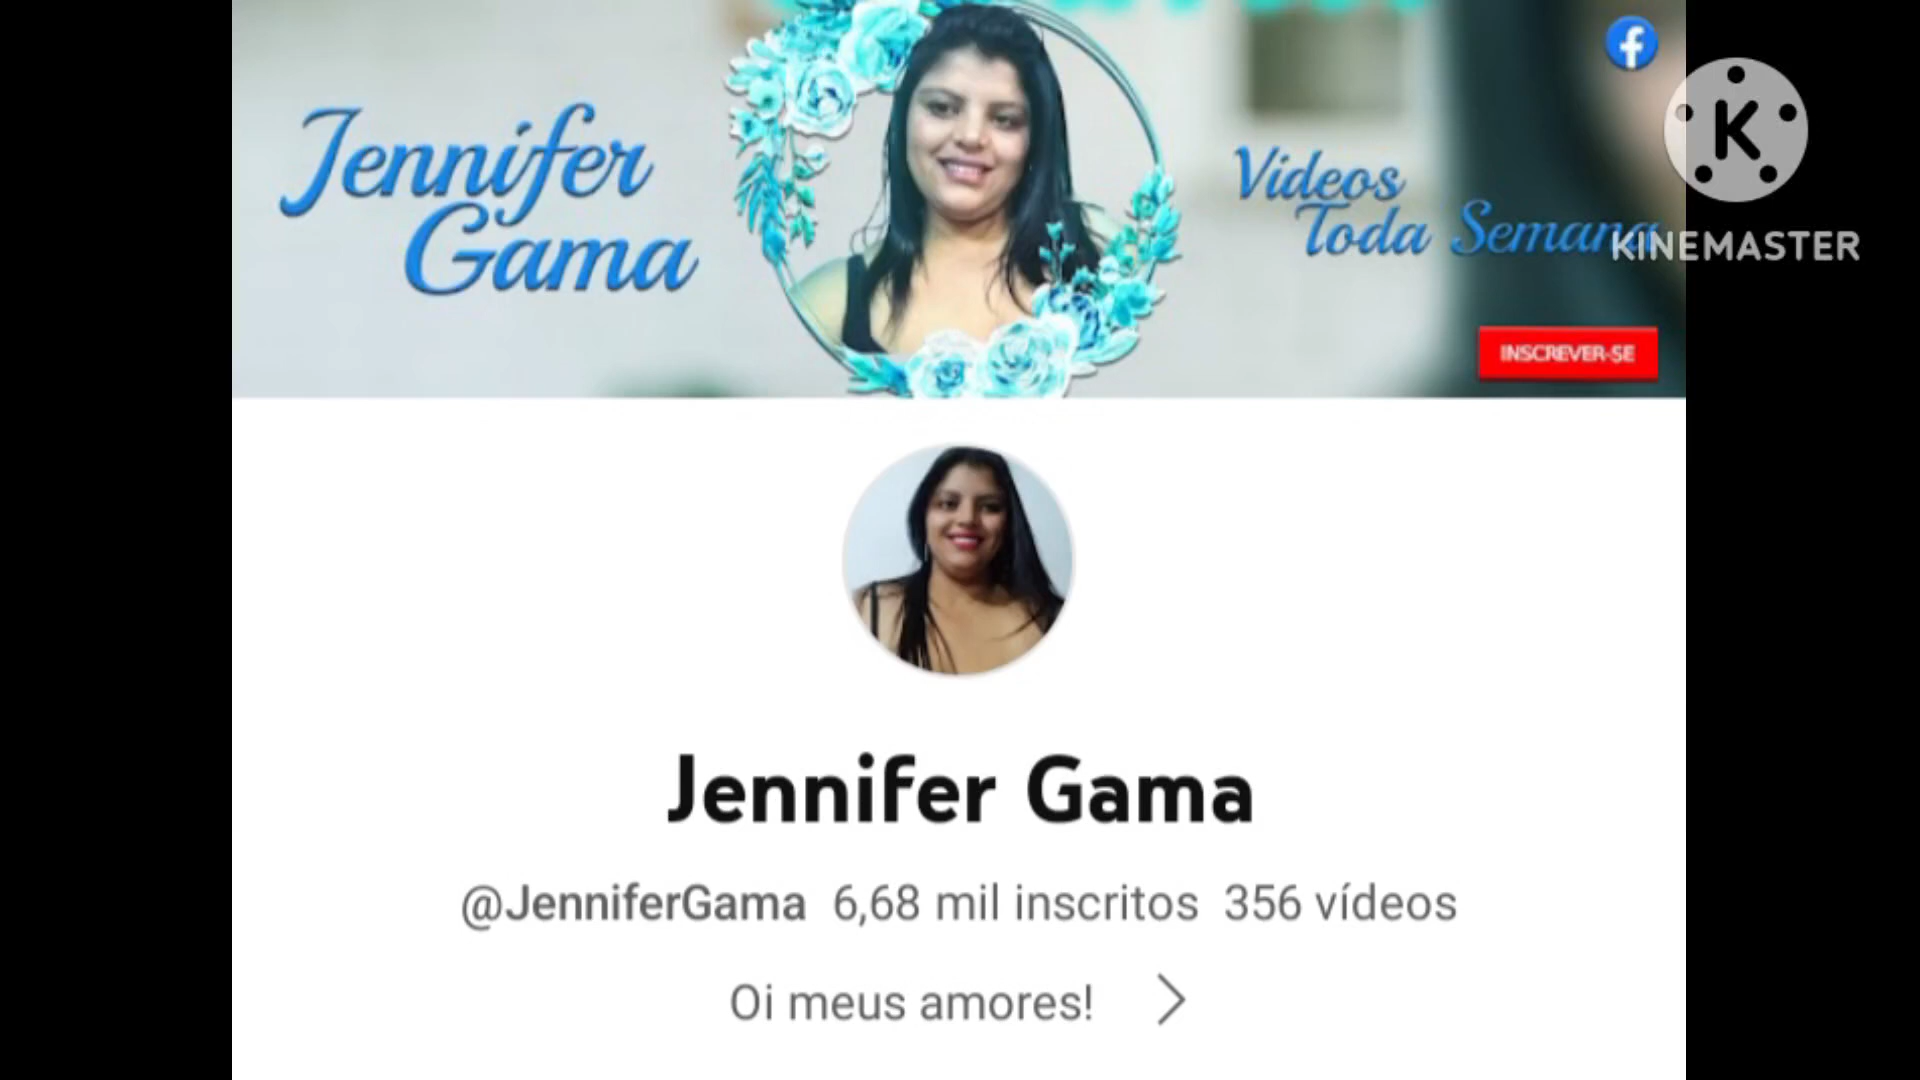 Jennifer
Gama
Videos
Toda Semana
K
KINEMASTER
INSCREVER-SE
Jennifer Gama
@JenniferGama 6,68 mil inscritos 356 vídeos
Oi meus amores!